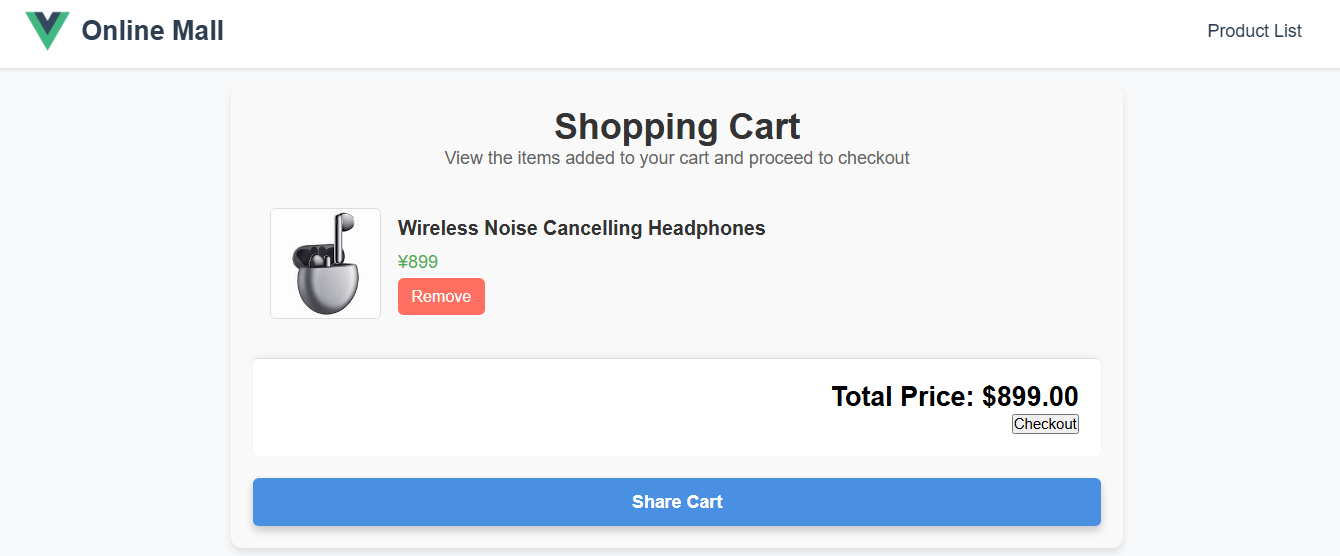 Online Mall
Product List
Shopping Cart
View the items added to your cart and proceed to checkout
Wireless Noise Cancelling Headphones
¥899
Remove
Total Price: $899.00
Checkout
Share Cart